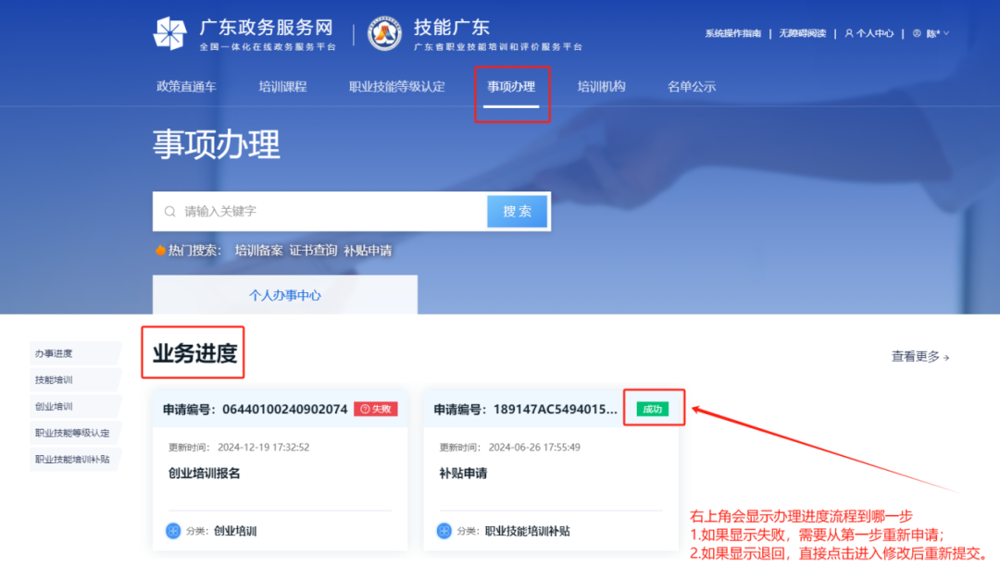 广东政务服务网
全国一体化在线政务服务平台
技能广东
广东省职业技能培训和评价服务平台
系统操作指南 | 无障碍阅读 | 个人中心 | 陈*
政策直通车 培训课程 职业技能等级认定 事项办理 培训机构 名单公示
事项办理
请输入关键字 搜索
热门搜索： 培训备案 证书查询 补贴申请
个人办事中心
办事进度
技能培训
创业培训
职业技能等级认定
职业技能培训补贴
业务进度
查看更多
申请编号：06440100240902074 失败
更新时间： 2024-12-19 17:32:52
创业培训报名
分类：创业培训
申请编号：189147AC5494015... 成功
更新时间： 2024-06-26 17:55:49
补贴申请
分类：职业技能培训补贴
右上角会显示办理进度流程到哪一步
1.如果显示失败，需要从第一步重新申请；
2.如果显示退回，直接点击进入修改后重新提交。